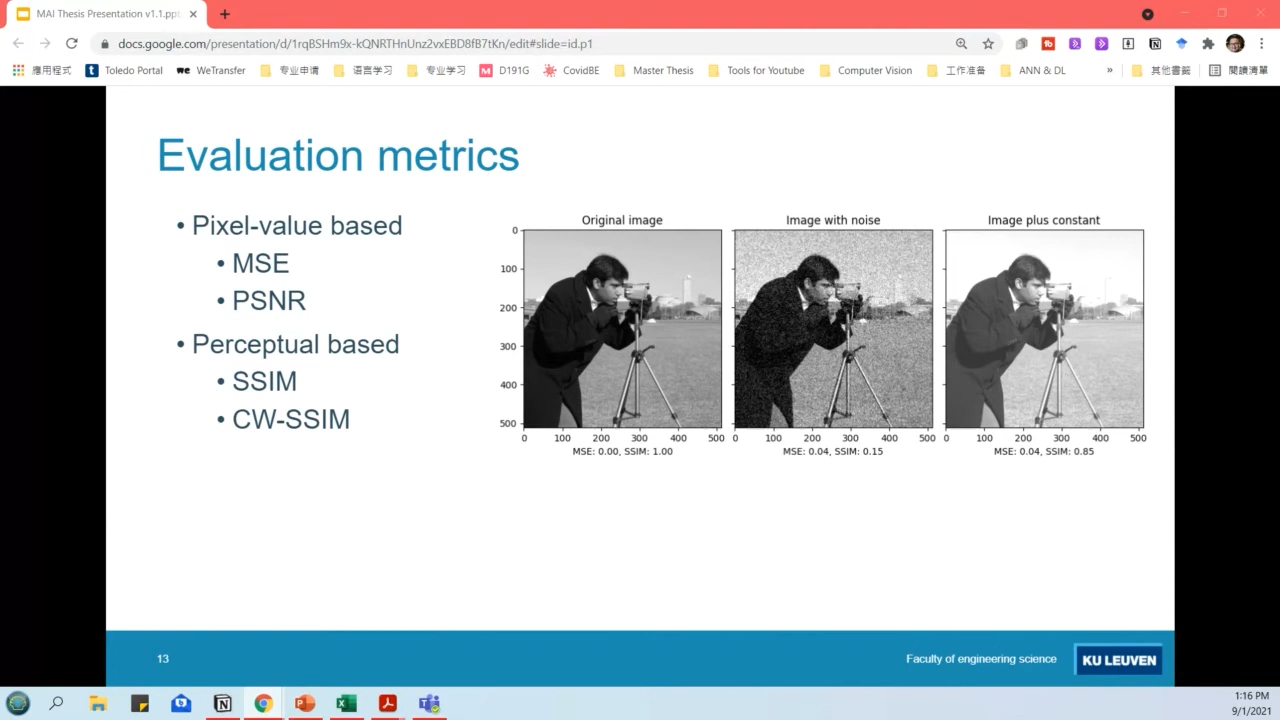 MAI Thesis Presentation v1.1.ppt
docs.google.com/presentation/d/1rqBSHm9x-kQNRTHnUnz2vxEBD8fB7tKn/edit#slide=id.p1
應用程式 Toledo Portal WeTransfer 专业申请 语言学习 专业学习 D191G CovidBE Master Thesis Tools for Youtube Computer Vision 工作准备 ANN & DL » 其他書籤 閱讀清單
Evaluation metrics
• Pixel-value based
• MSE
• PSNR
• Perceptual based
• SSIM
• CW-SSIM
Original image Image with noise Image plus constant
0
100
200
300
400
500
0 100 200 300 400 500 0 100 200 300 400 500 0 100 200 300 400 500
MSE: 0.00, SSIM: 1.00 MSE: 0.04, SSIM: 0.15 MSE: 0.04, SSIM: 0.85
13 Faculty of engineering science KU LEUVEN
1:16 PM
9/1/2021